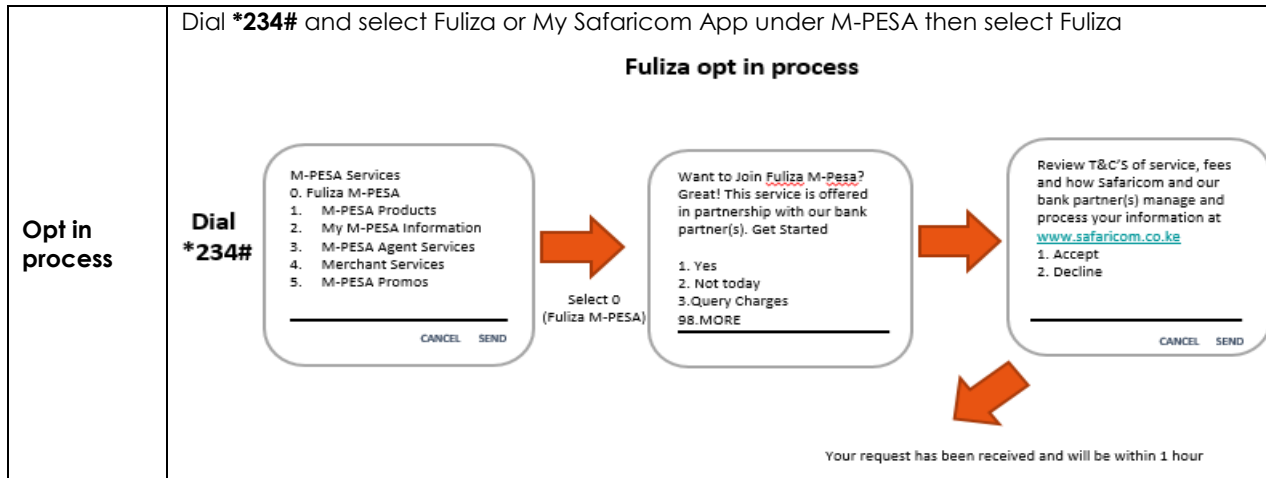 Dial *234# and select Fuliza or My Safaricom App under M-PESA then select Fuliza
Fuliza opt in process
Opt in
process
Dial
*234#
M-PESA Services
0. Fuliza M-PESA
1. M-PESA Products
2. My M-PESA Information
3. M-PESA Agent Services
4. Merchant Services
5. M-PESA Promos
CANCEL SEND
Select 0
(Fuliza M-PESA)
Want to Join Fuliza M-Pesa?
Great! This service is offered
in partnership with our bank
partner(s). Get Started
1. Yes
2. Not today
3.Query Charges
98.MORE
Review T&C'S of service, fees
and how Safaricom and our
bank partner(s) manage and
process your information at
www.safaricom.co.ke
1. Accept
2. Decline
CANCEL SEND
Your request has been received and will be within 1 hour